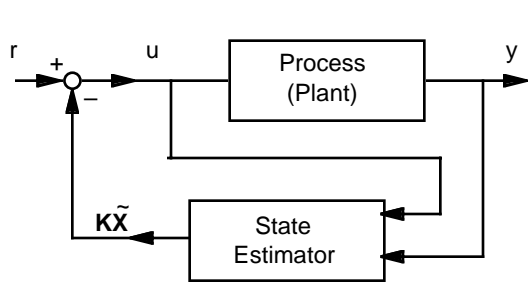 r
+
u
y
Process
(Plant)
–
KX̃
State
Estimator